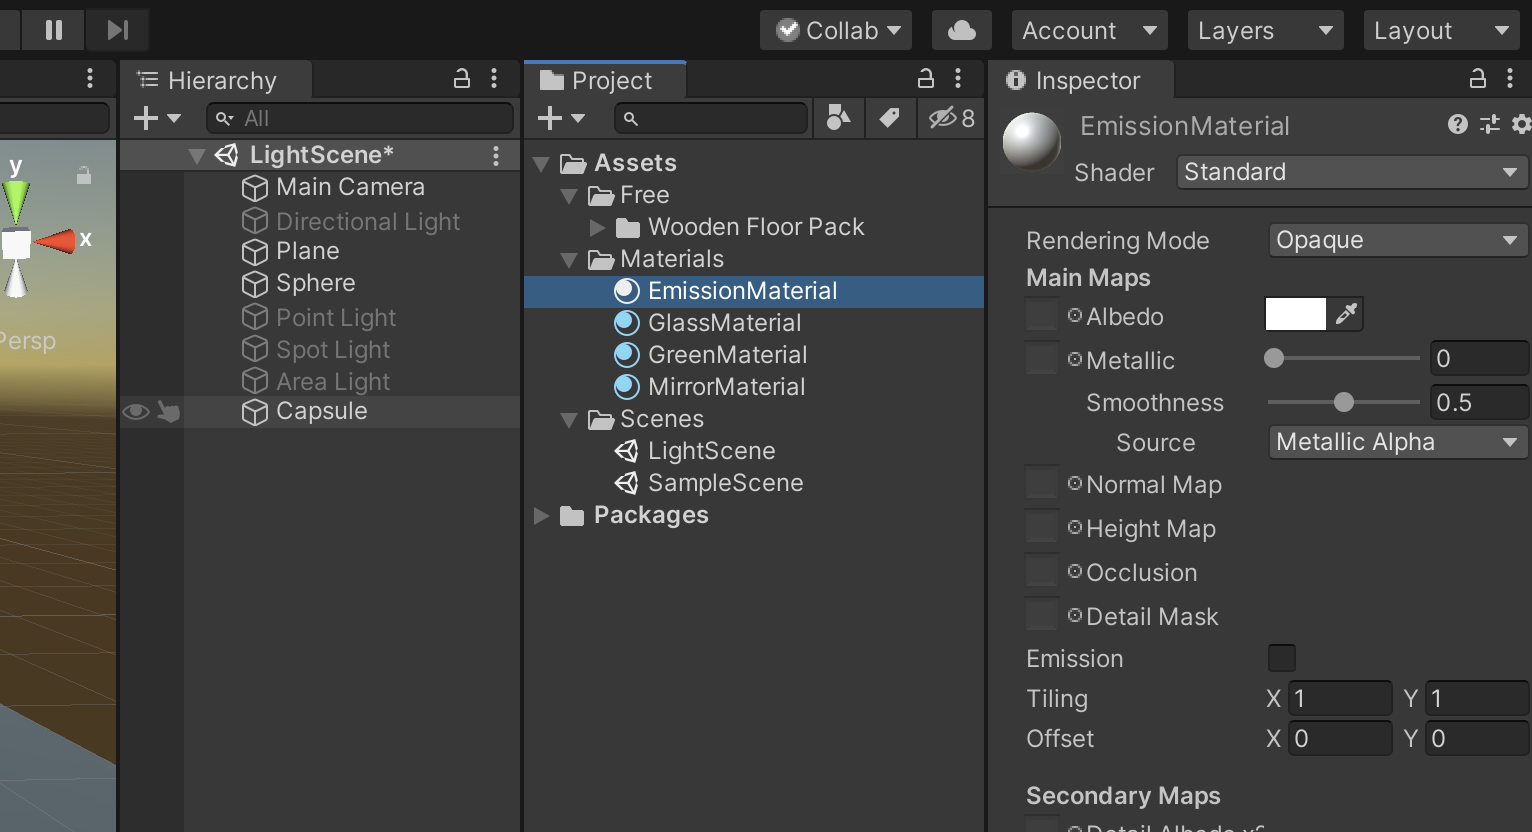 Collab
Account
Layers
Layout
Hierarchy
Project
Inspector
All
8
EmissionMaterial
Shader
Standard
y
x
Persp
LightScene*
Main Camera
Directional Light
Plane
Sphere
Point Light
Spot Light
Area Light
Capsule
Assets
Free
Wooden Floor Pack
Materials
EmissionMaterial
GlassMaterial
GreenMaterial
MirrorMaterial
Scenes
LightScene
SampleScene
Packages
Rendering Mode
Opaque
Main Maps
Albedo
Metallic
0
Smoothness
0.5
Source
Metallic Alpha
Normal Map
Height Map
Occlusion
Detail Mask
Emission
Tiling
X 1 Y 1
Offset
X 0 Y 0
Secondary Maps
Detail Albedo x2